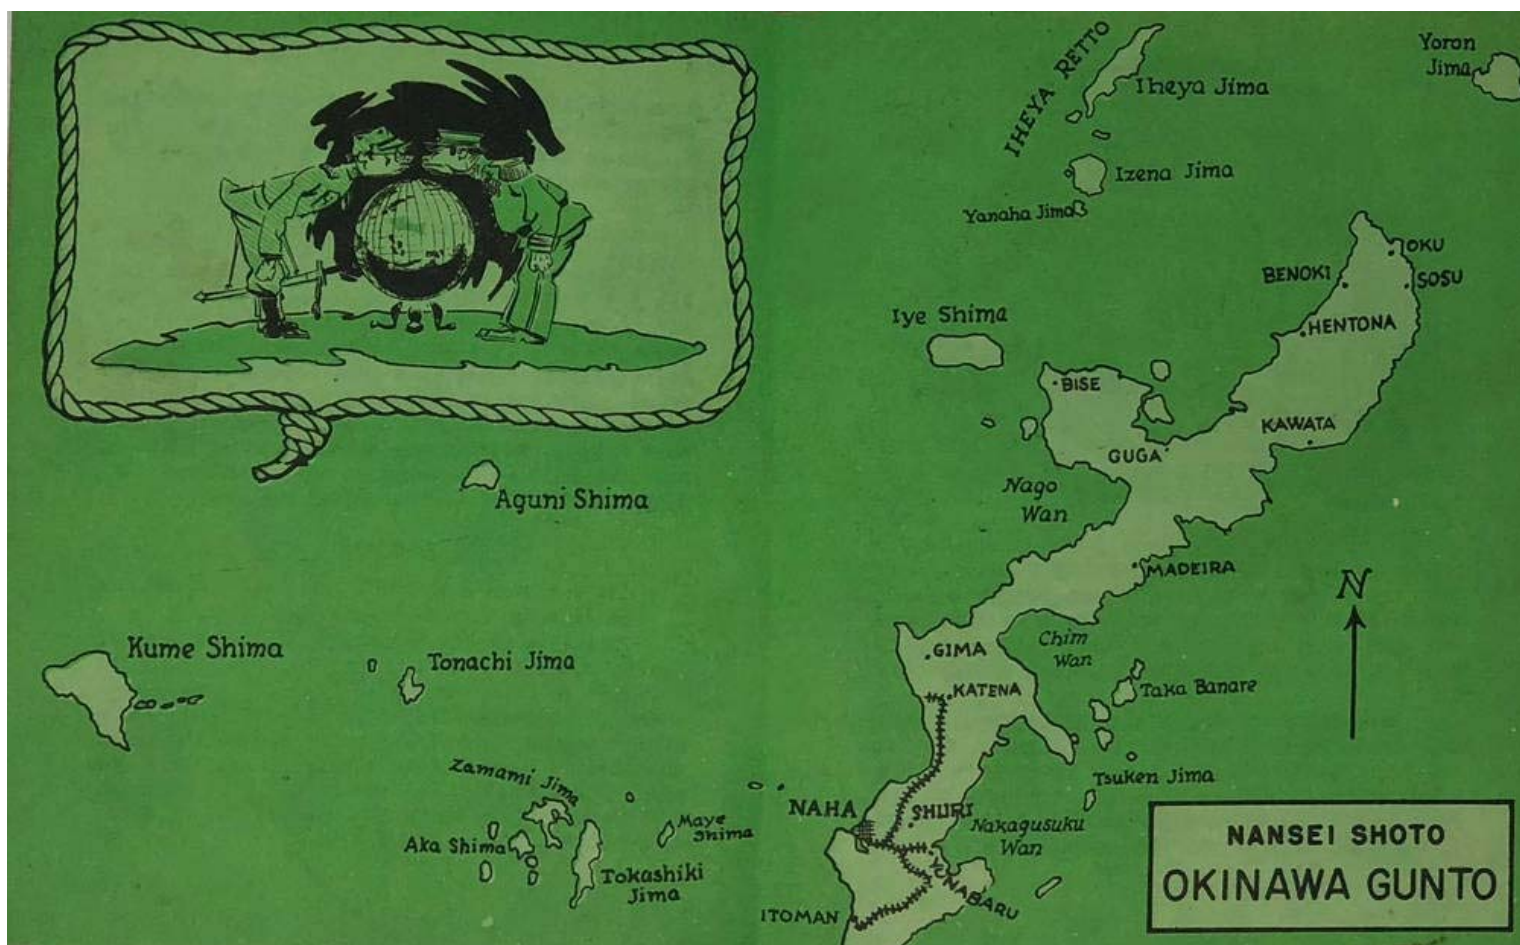 IHEYA RETTO
Iheya Jima
Yoron
Jima
Izena Jima
Yanaha Jima
OKU
BENOKI
SOSU
Iye Shima
HENTONA
BISE
KAWATA
GUGA
Nago
Wan
Aguni Shima
MADEIRA
N
Kume Shima
Tonachi Jima
GIMA
Chim
Wan
KATENA
Taka Banare
Zamami Jima
Tsuken Jima
NAHA
SHURI
Maye
Shima
Nakagusuku
Wan
Aka Shima
Tokashiki
Jima
YONABARU
ITOMAN
NANSEI SHOTO
OKINAWA GUNTO